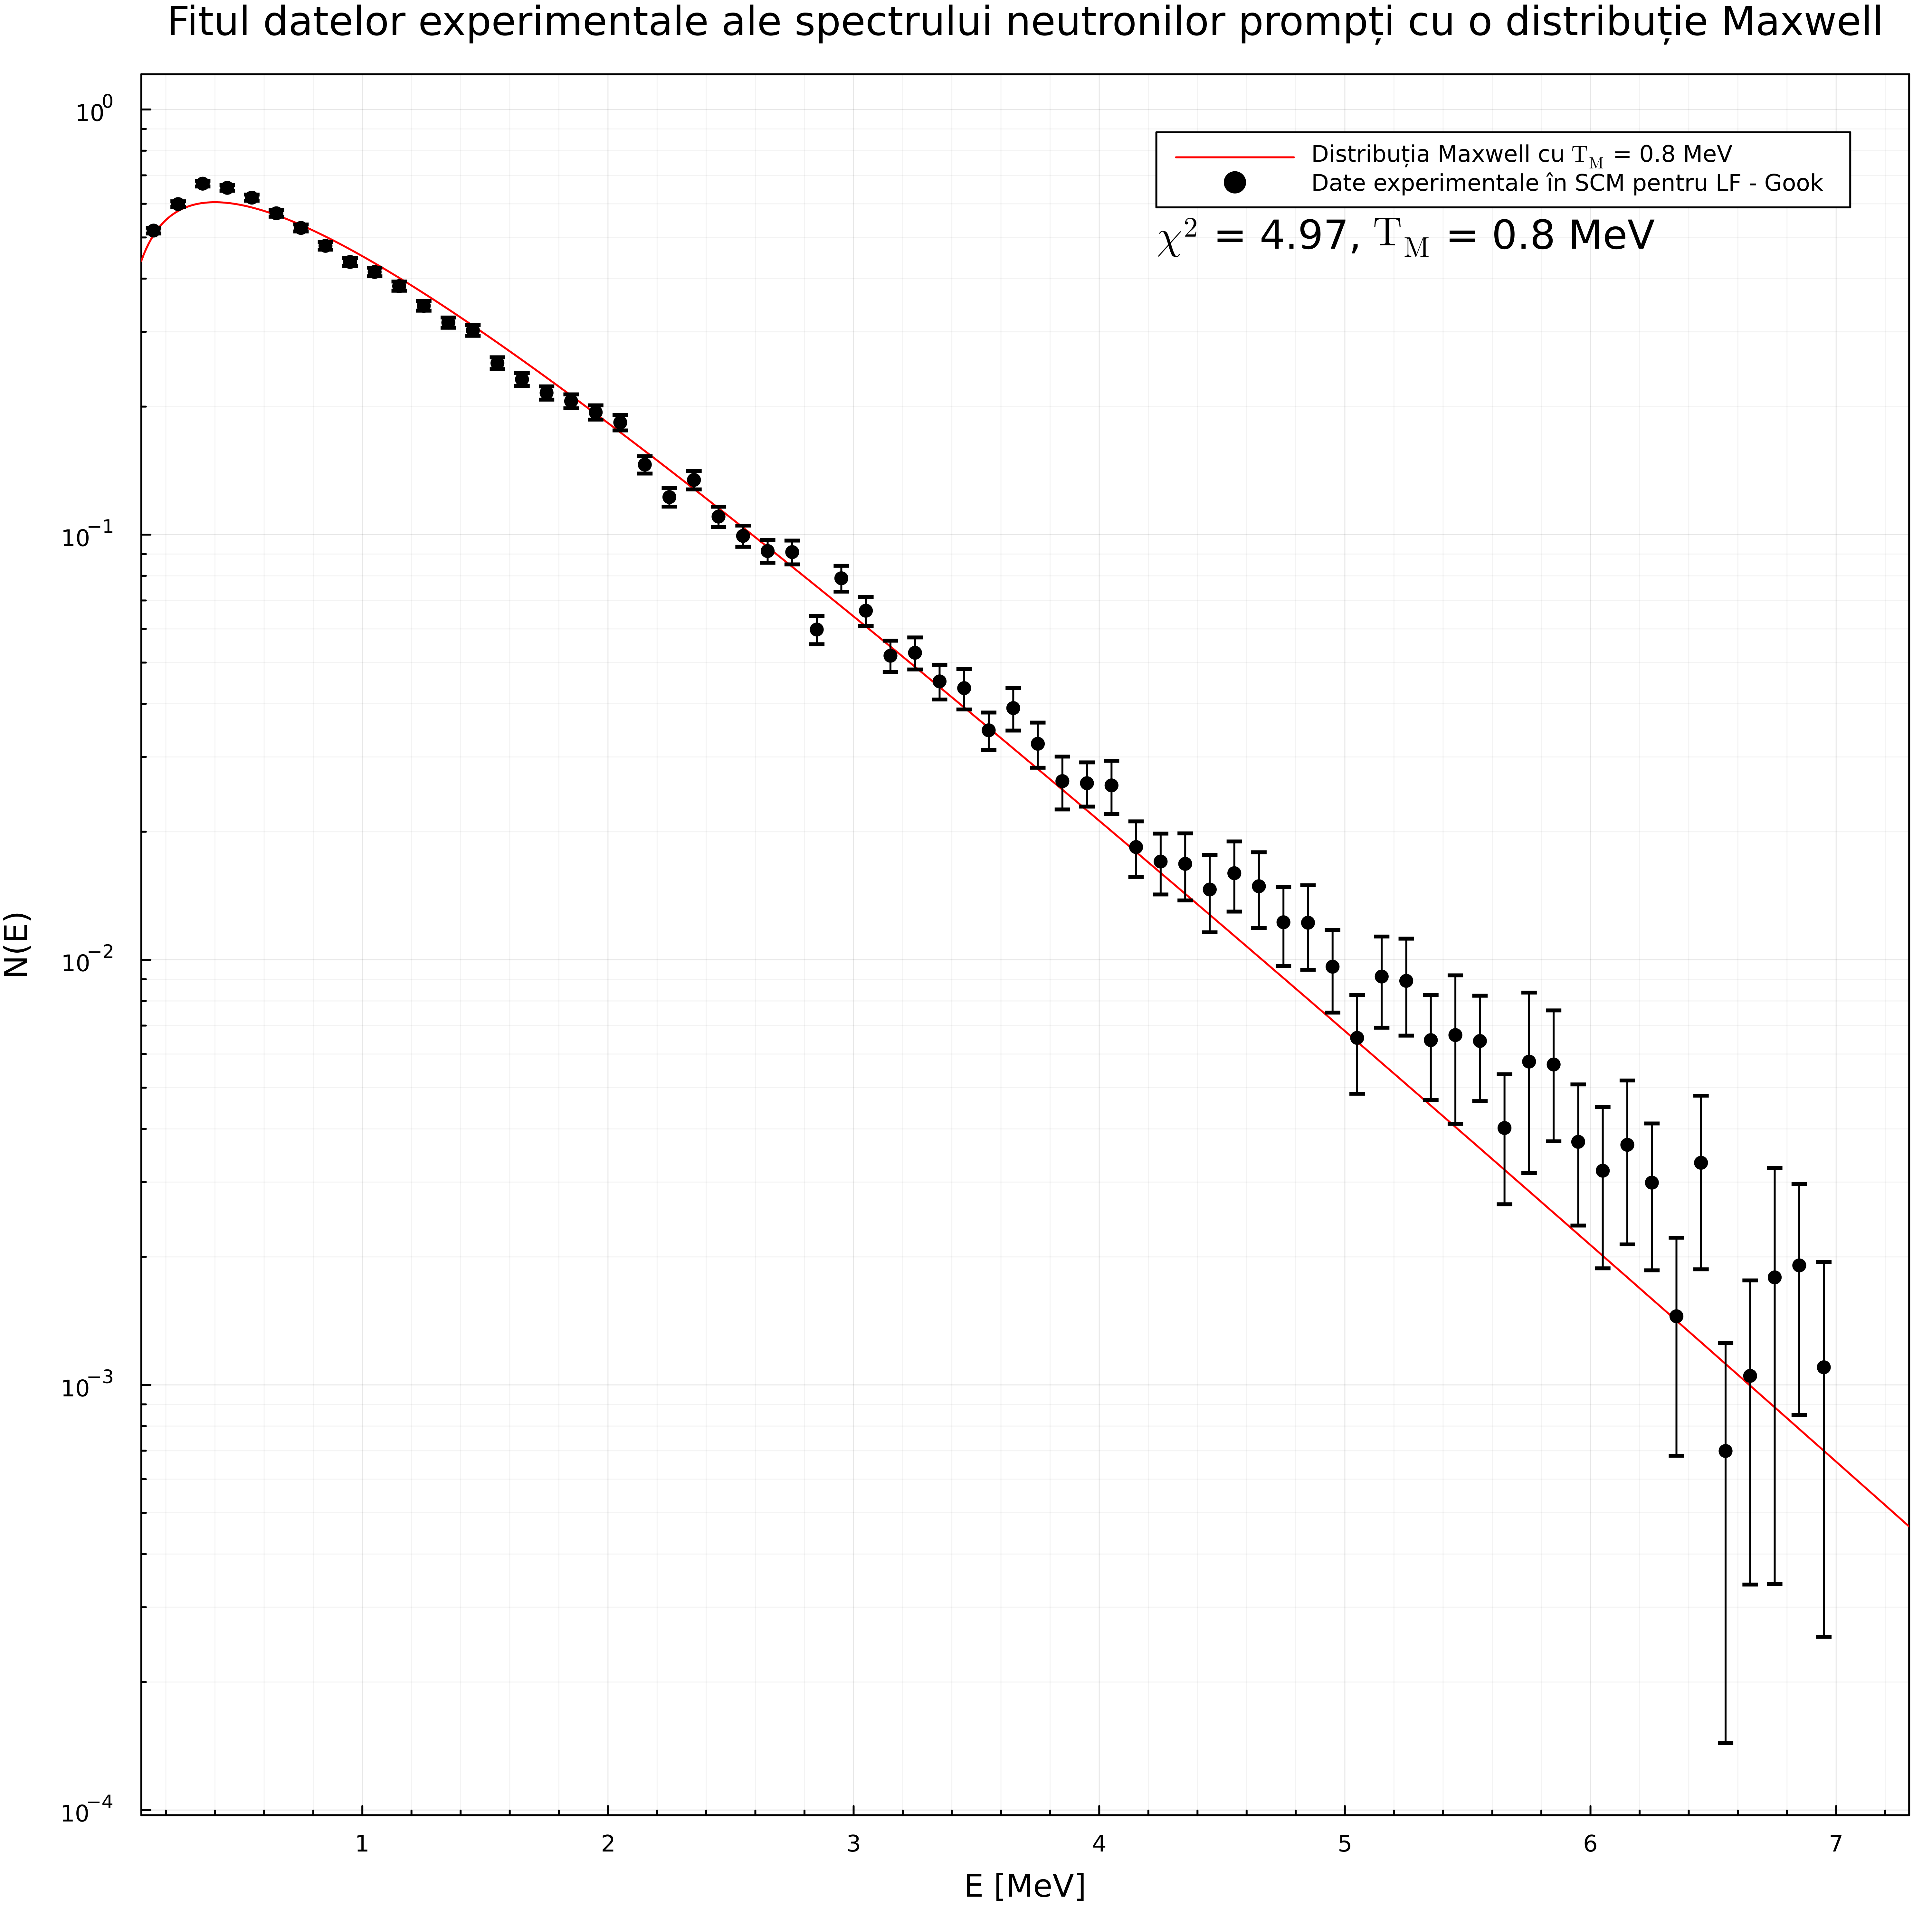 Fitul datelor experimentale ale spectrului neutronilor prompți cu o distribuție Maxwell
10⁰
Distribuția Maxwell cu T_M = 0.8 MeV
Date experimentale în SCM pentru LF - Gook
χ² = 4.97, T_M = 0.8 MeV
10⁻¹
N(E)
10⁻²
10⁻³
10⁻⁴
1 2 3 4 5 6 7
E [MeV]